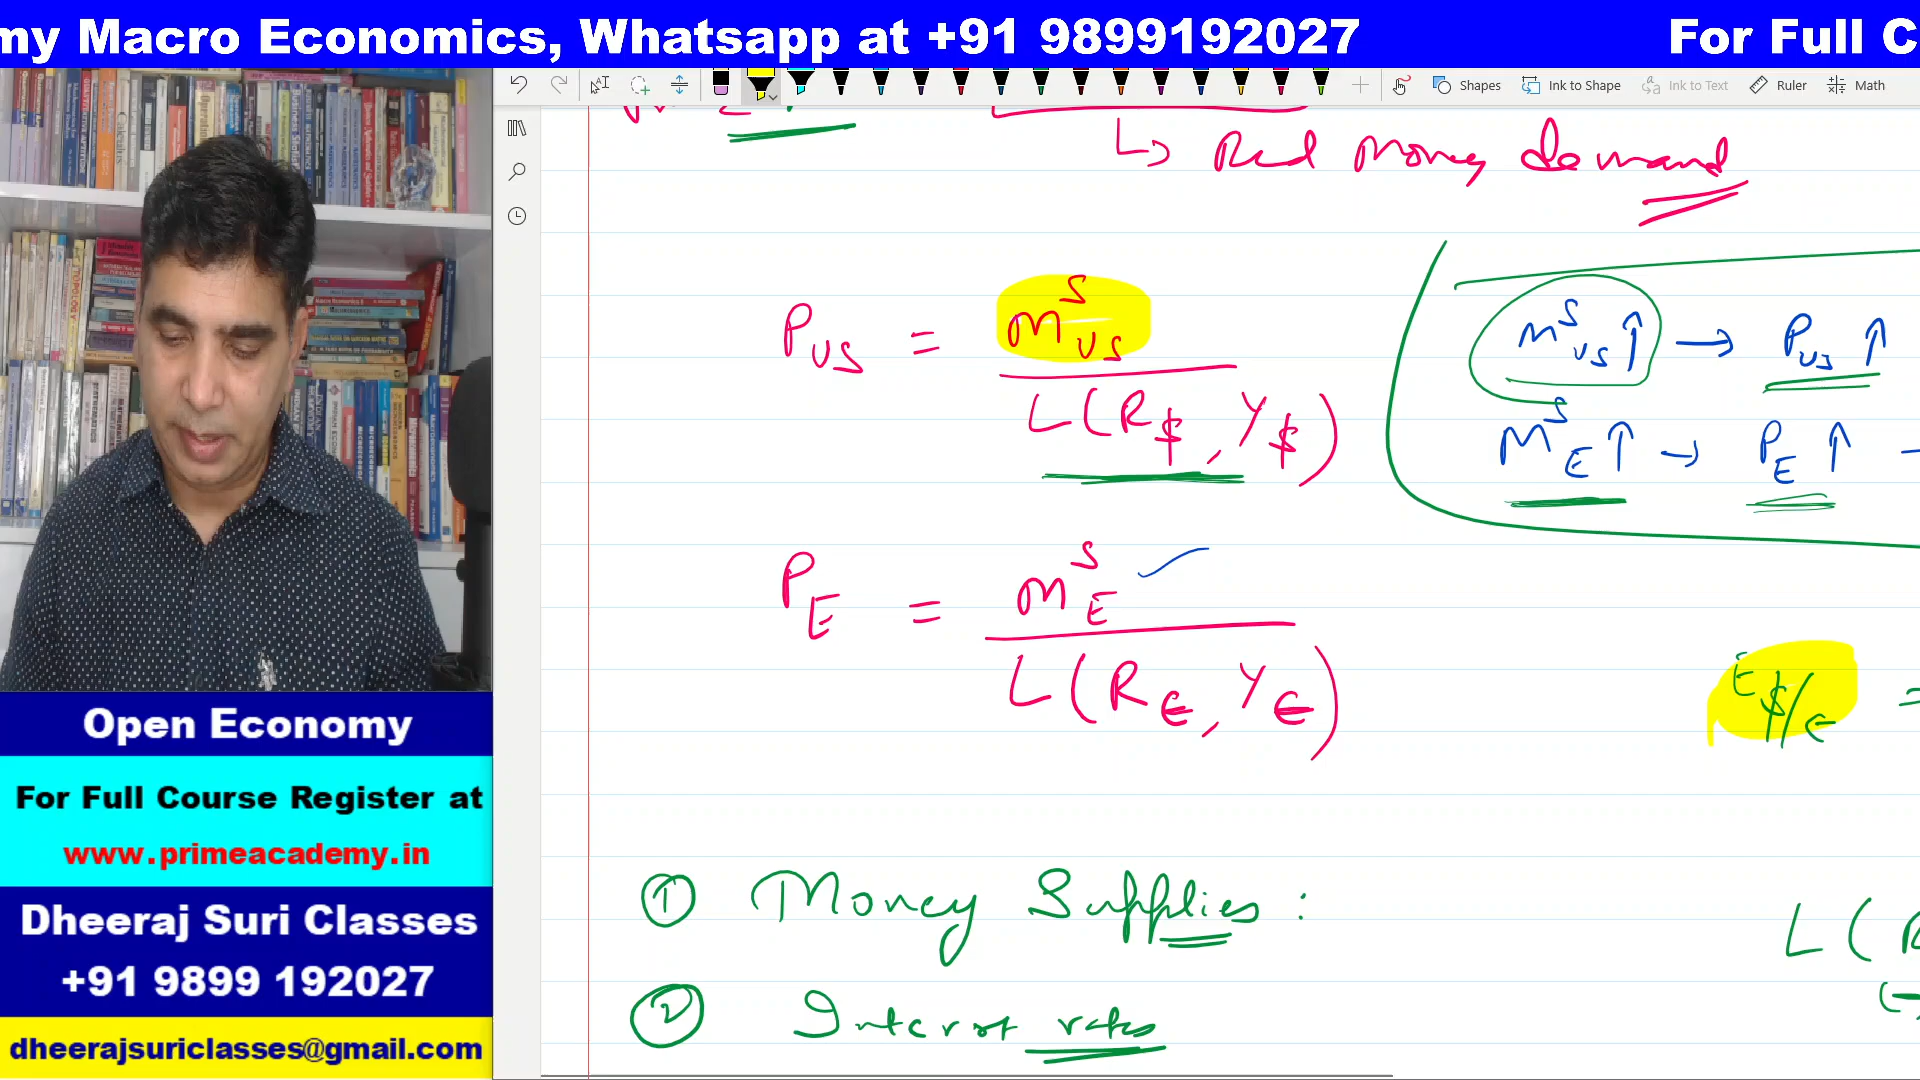 my Macro Economics, Whatsapp at +91 9899192027 For Full C
Shapes Ink to Shape Ink to Text Ruler Math
↳ Real Money demand
P_US = M^S_US / L(R_$, Y_$)
M^S_US ↑ → P_US ↑
M^S_E ↑ → P_E ↑
P_E = M^S_E / L(R_€, Y_€)
E_$/€ =
① Money Supplies :
L ( R
(-)
② Interest rates
Open Economy
For Full Course Register at
www.primeacademy.in
Dheeraj Suri Classes
+91 9899 192027
dheerajsuriclasses@gmail.com